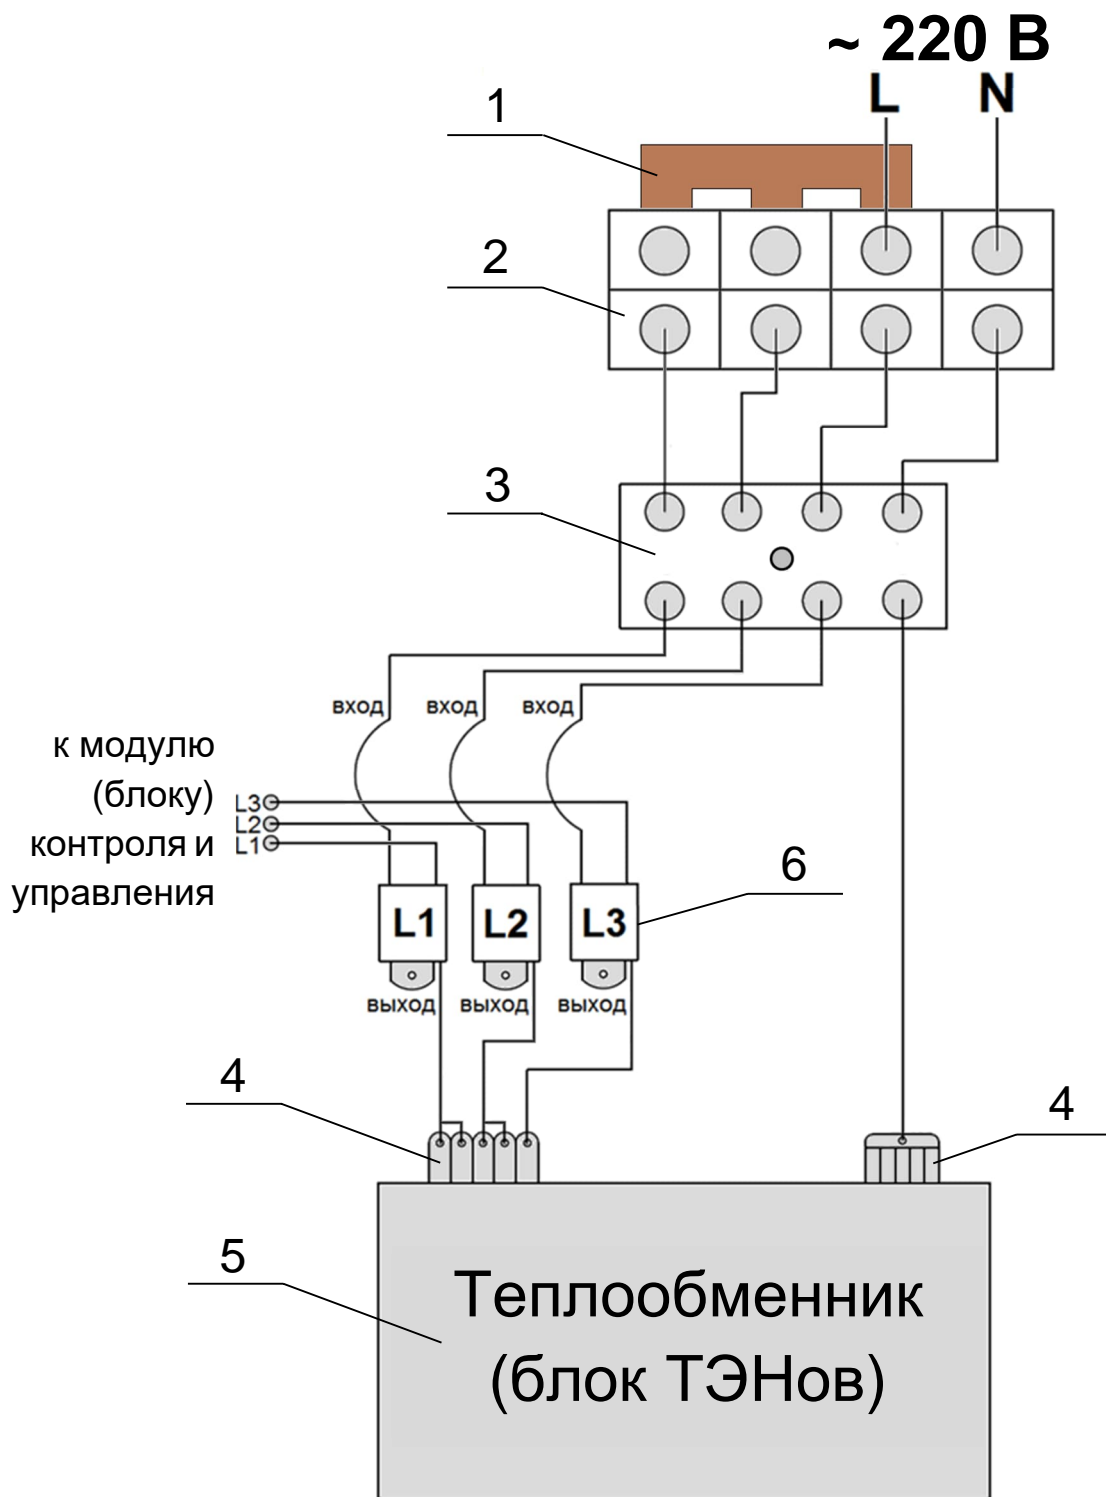 ~ 220 В
L N
1
2
3
вход вход вход
к модулю
(блоку)
контроля и
управления
L3
L2
L1
6
L1 L2 L3
выход выход выход
4
4
5
Теплообменник
(блок ТЭНов)